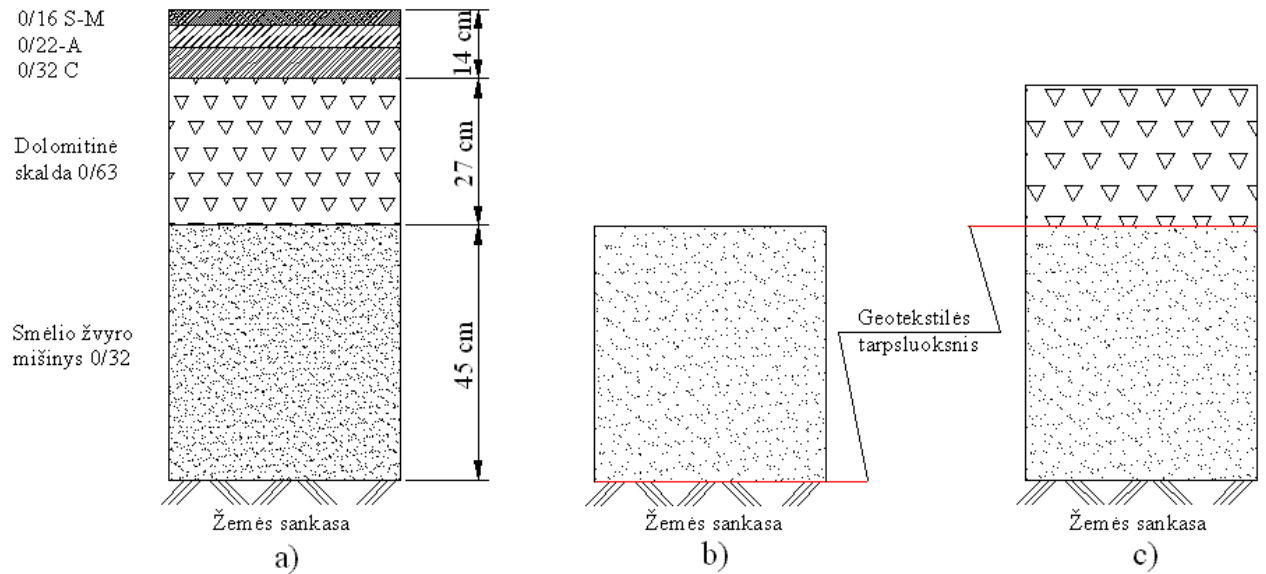 0/16 S-M
0/22-A
0/32 C
14 cm
Dolomitinė
skalda 0/63
27 cm
Smėlio žvyro
mišinys 0/32
45 cm
Geotekstilės
tarpsluoksnis
Žemės sankasa
Žemės sankasa
Žemės sankasa
a)
b)
c)